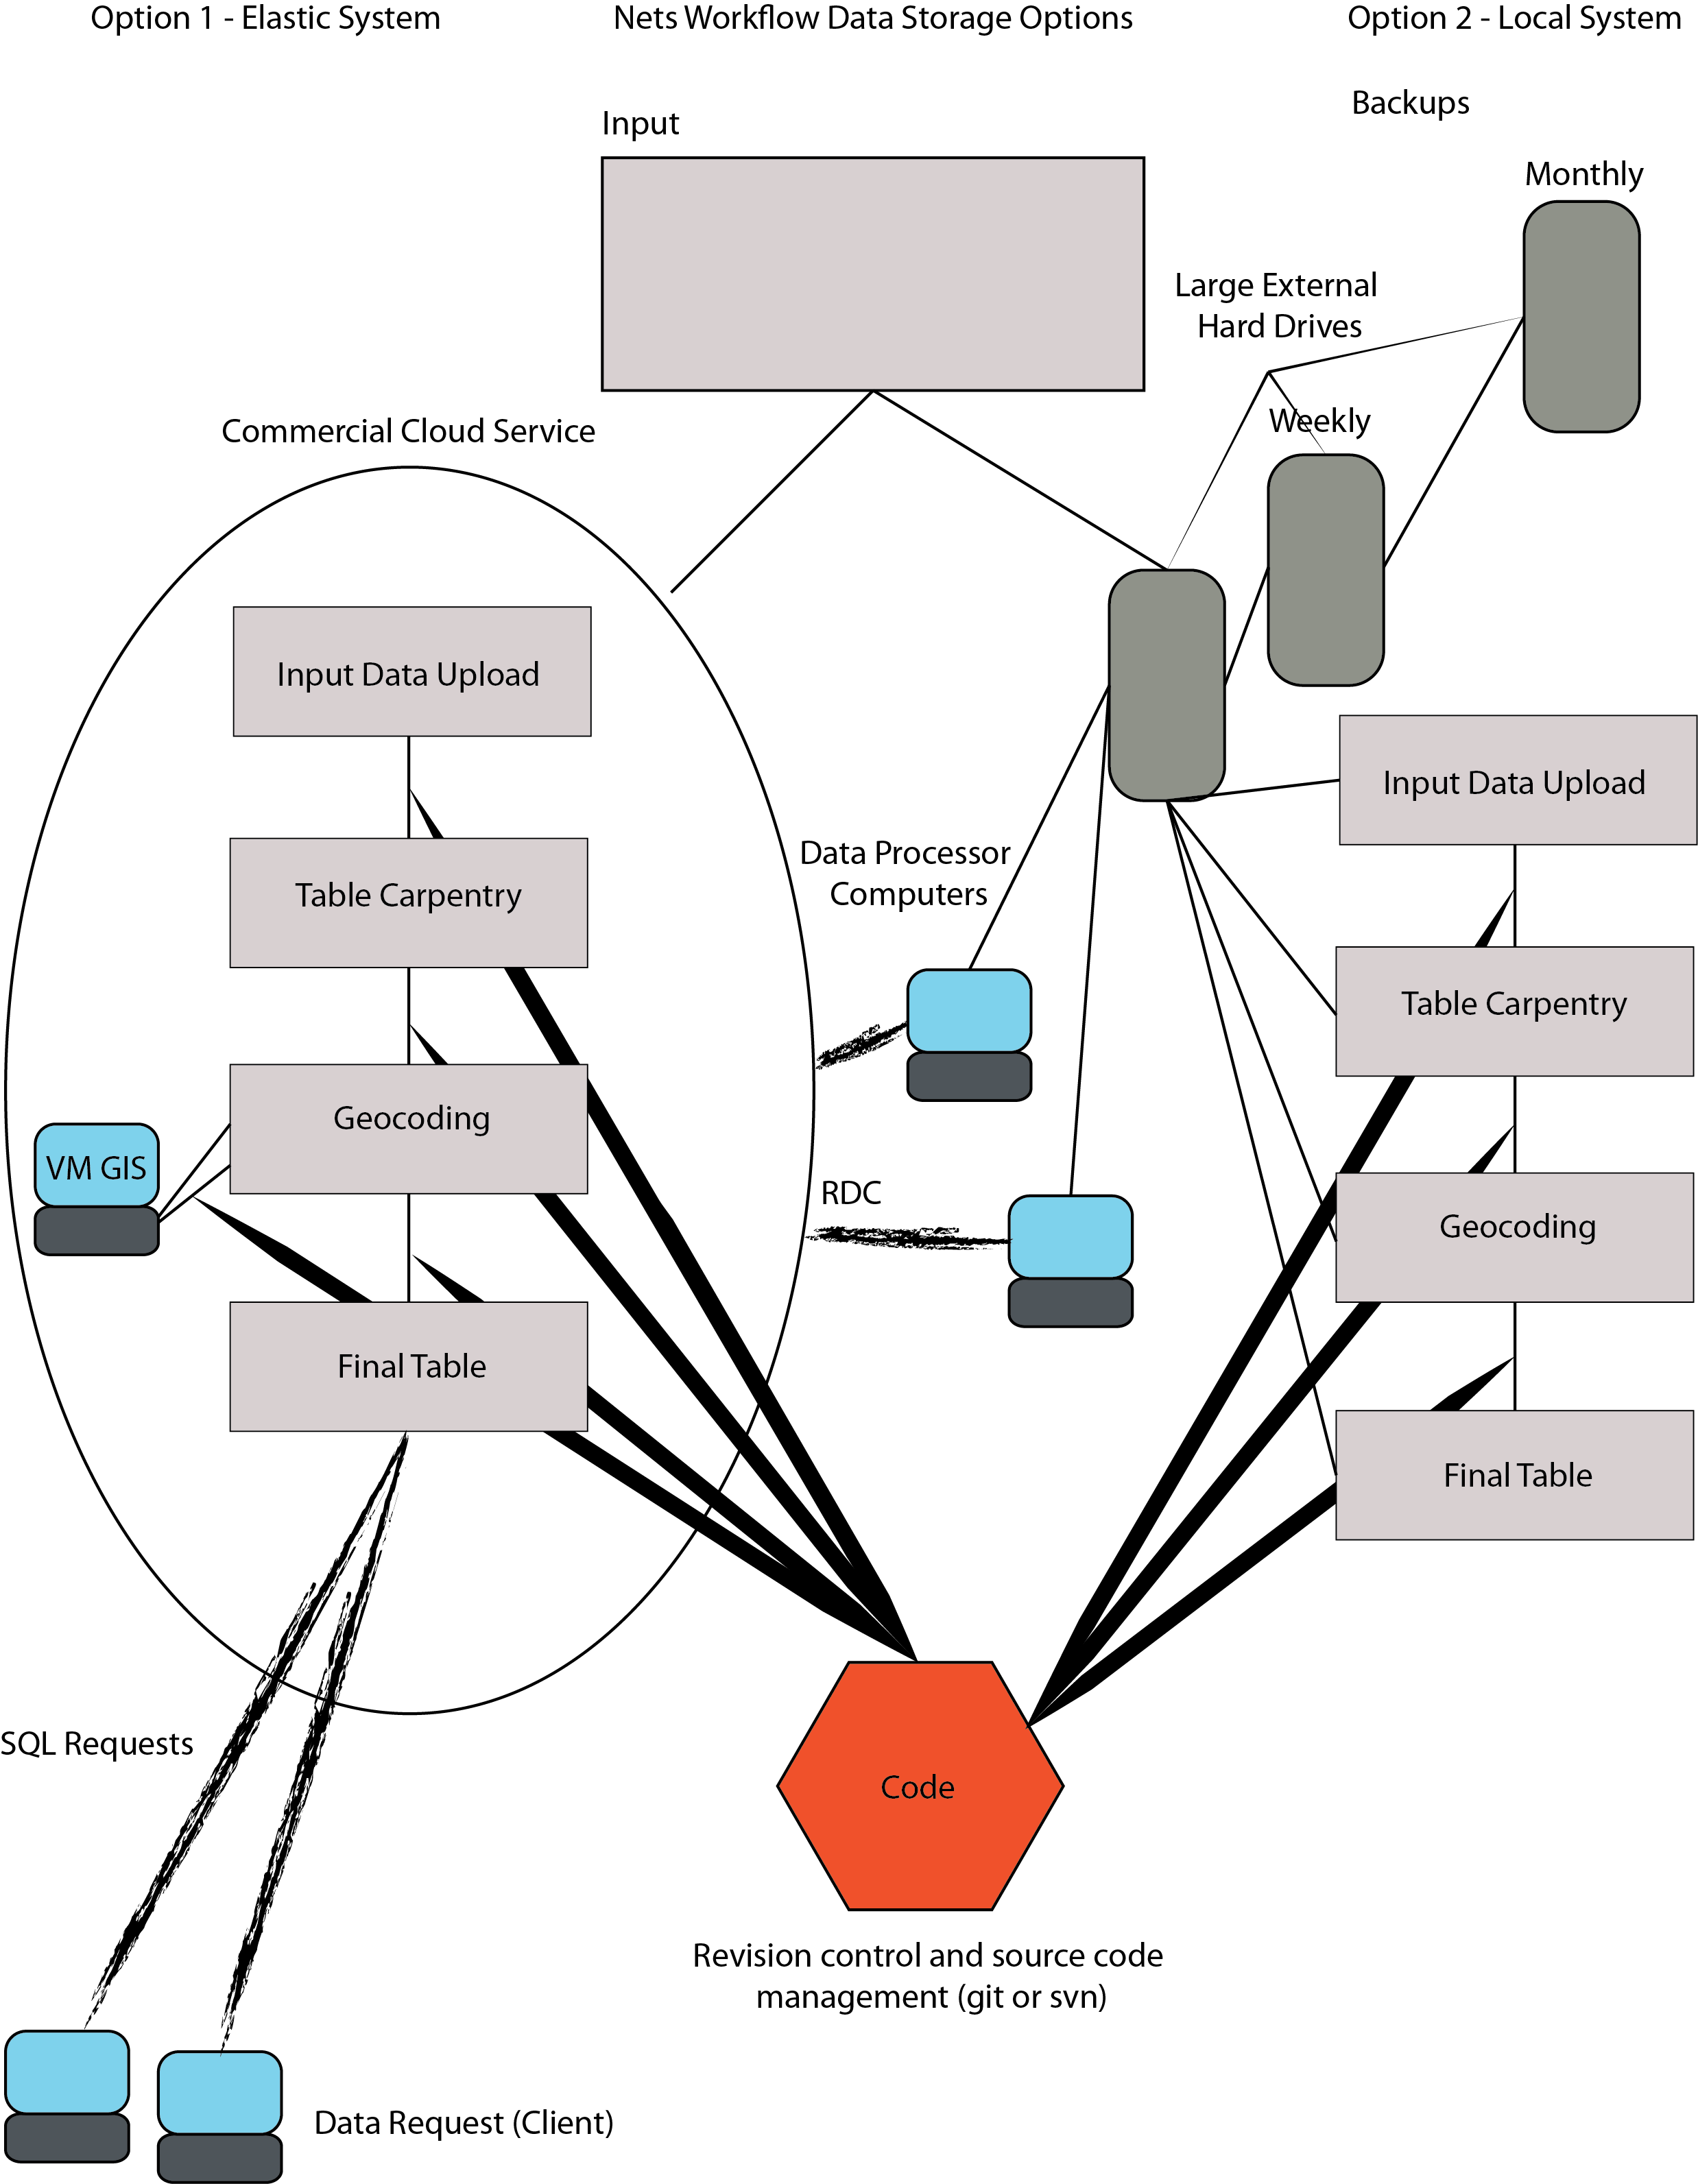 Option 1 - Elastic System
Nets Workflow Data Storage Options
Option 2 - Local System
Backups
Input
Monthly
Large External
Hard Drives
Weekly
Commercial Cloud Service
Input Data Upload
Table Carpentry
Geocoding
VM GIS
Final Table
Data Processor
Computers
RDC
Input Data Upload
Table Carpentry
Geocoding
Final Table
SQL Requests
Code
Revision control and source code
management (git or svn)
Data Request (Client)